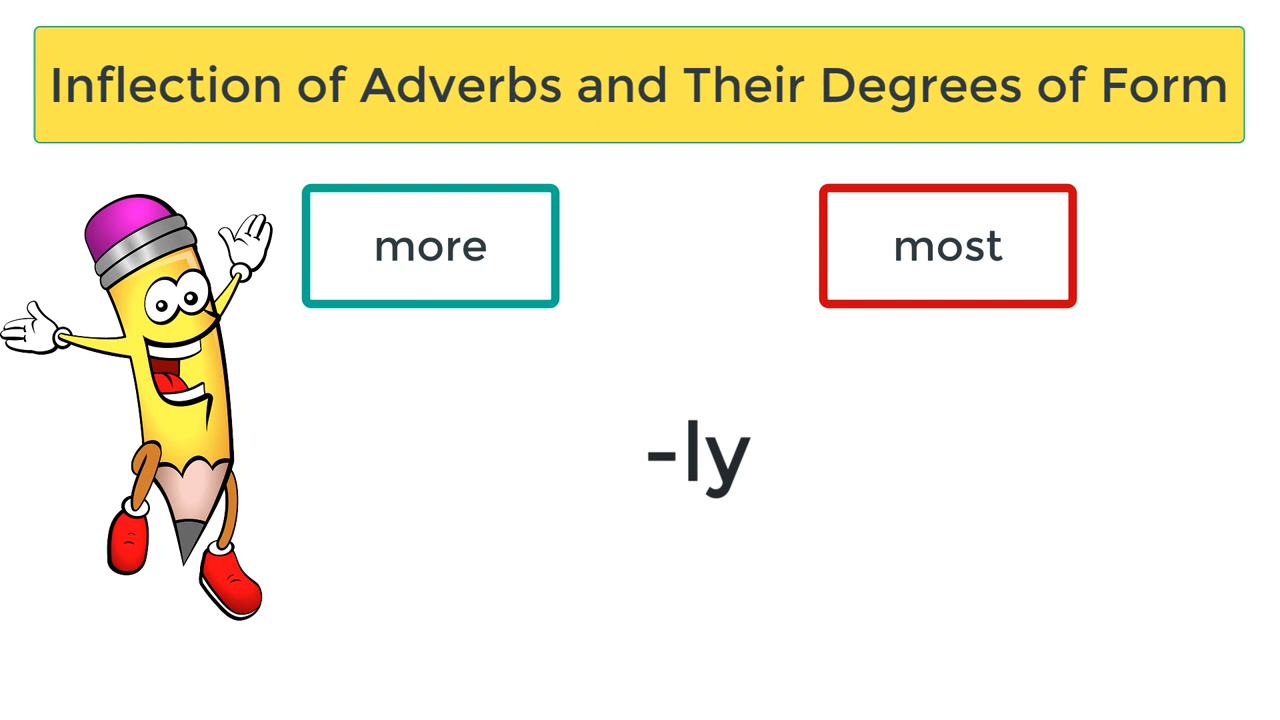 Inflection of Adverbs and Their Degrees of Form
more
most
-ly